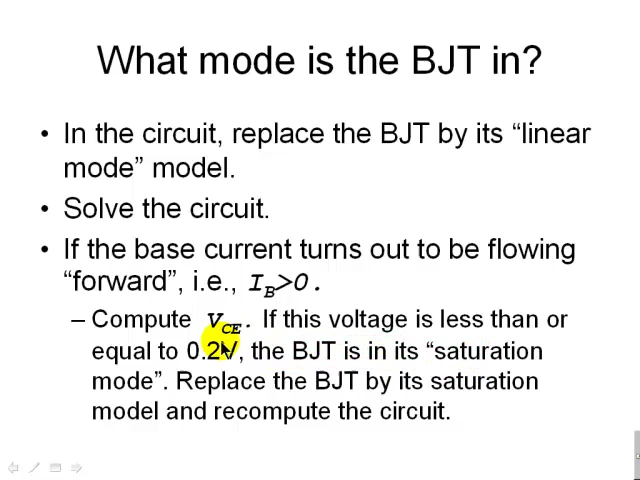 What mode is the BJT in?
• In the circuit, replace the BJT by its “linear
mode” model.
• Solve the circuit.
• If the base current turns out to be flowing
“forward”, i.e., IB>0.
– Compute VCE. If this voltage is less than or
equal to 0.2V, the BJT is in its “saturation
mode”. Replace the BJT by its saturation
model and recompute the circuit.